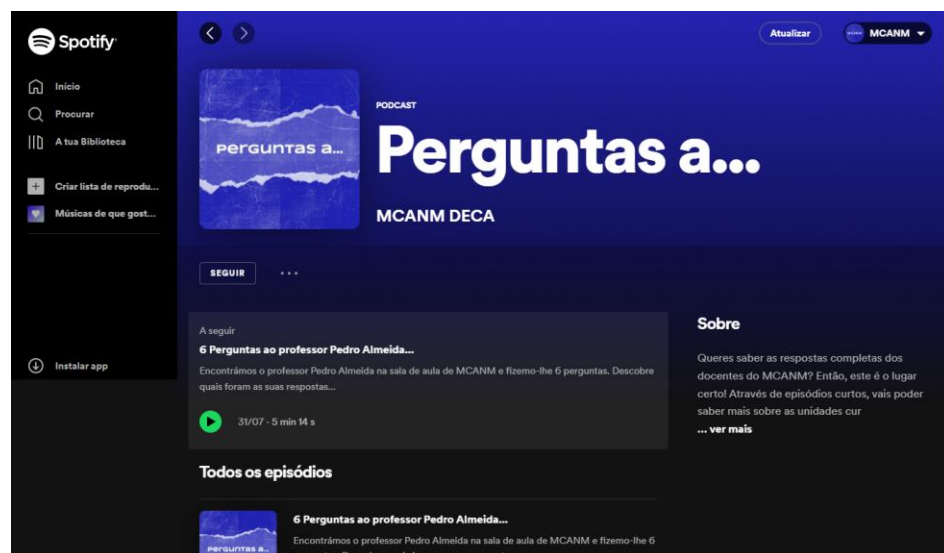 Spotify
Início
Procurar
A tua Biblioteca
Criar lista de reprodu...
Músicas de que gost...
Instalar app
Atualizar
MCANM
PERGUNTAS A...
PODCAST
Perguntas a...
MCANM DECA
SEGUIR
A seguir
6 Perguntas ao professor Pedro Almeida...
Encontrámos o professor Pedro Almeida na sala de aula de MCANM e fizemo-lhe 6 perguntas. Descobre
quais foram as suas respostas...
31/07 · 5 min 14 s
Sobre
Queres saber as respostas completas dos
docentes do MCANM? Então, este é o lugar
certo! Através de episódios curtos, vais poder
saber mais sobre as unidades cur
... ver mais
Todos os episódios
PERGUNTAS A...
6 Perguntas ao professor Pedro Almeida...
Encontrámos o professor Pedro Almeida na sala de aula de MCANM e fizemo-lhe 6